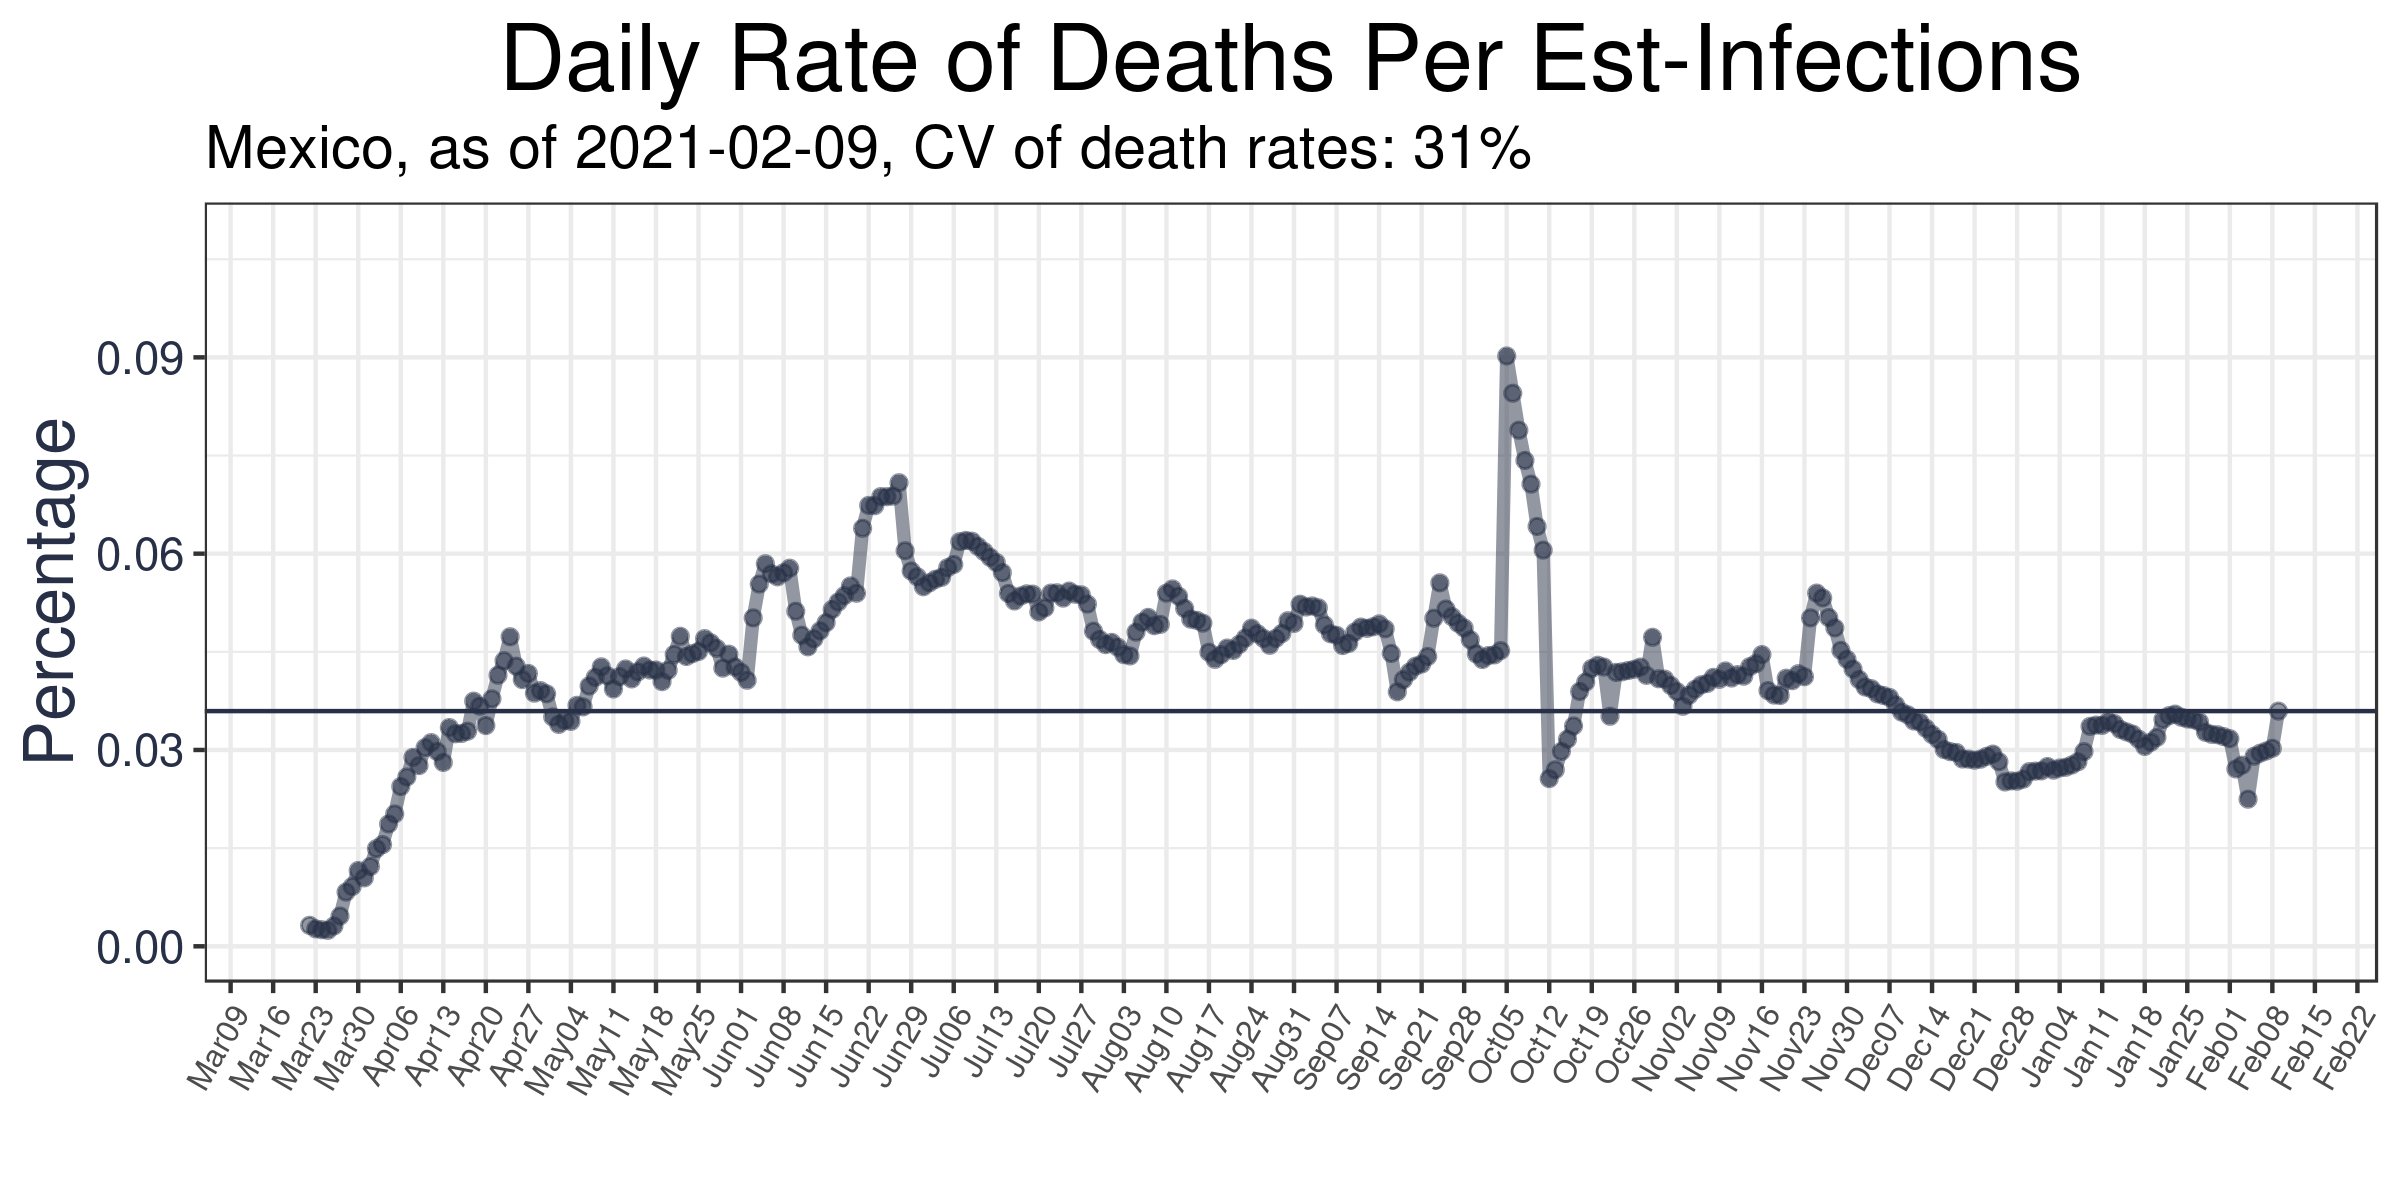 Daily Rate of Deaths Per Est-Infections
Mexico, as of 2021-02-09, CV of death rates: 31%
Percentage
0.09
0.06
0.03
0.00
Mar09
Mar16
Mar23
Mar30
Apr06
Apr13
Apr20
Apr27
May04
May11
May18
May25
Jun01
Jun08
Jun15
Jun22
Jun29
Jul06
Jul13
Jul20
Jul27
Aug03
Aug10
Aug17
Aug24
Aug31
Sep07
Sep14
Sep21
Sep28
Oct05
Oct12
Oct19
Oct26
Nov02
Nov09
Nov16
Nov23
Nov30
Dec07
Dec14
Dec21
Dec28
Jan04
Jan11
Jan18
Jan25
Feb01
Feb08
Feb15
Feb22